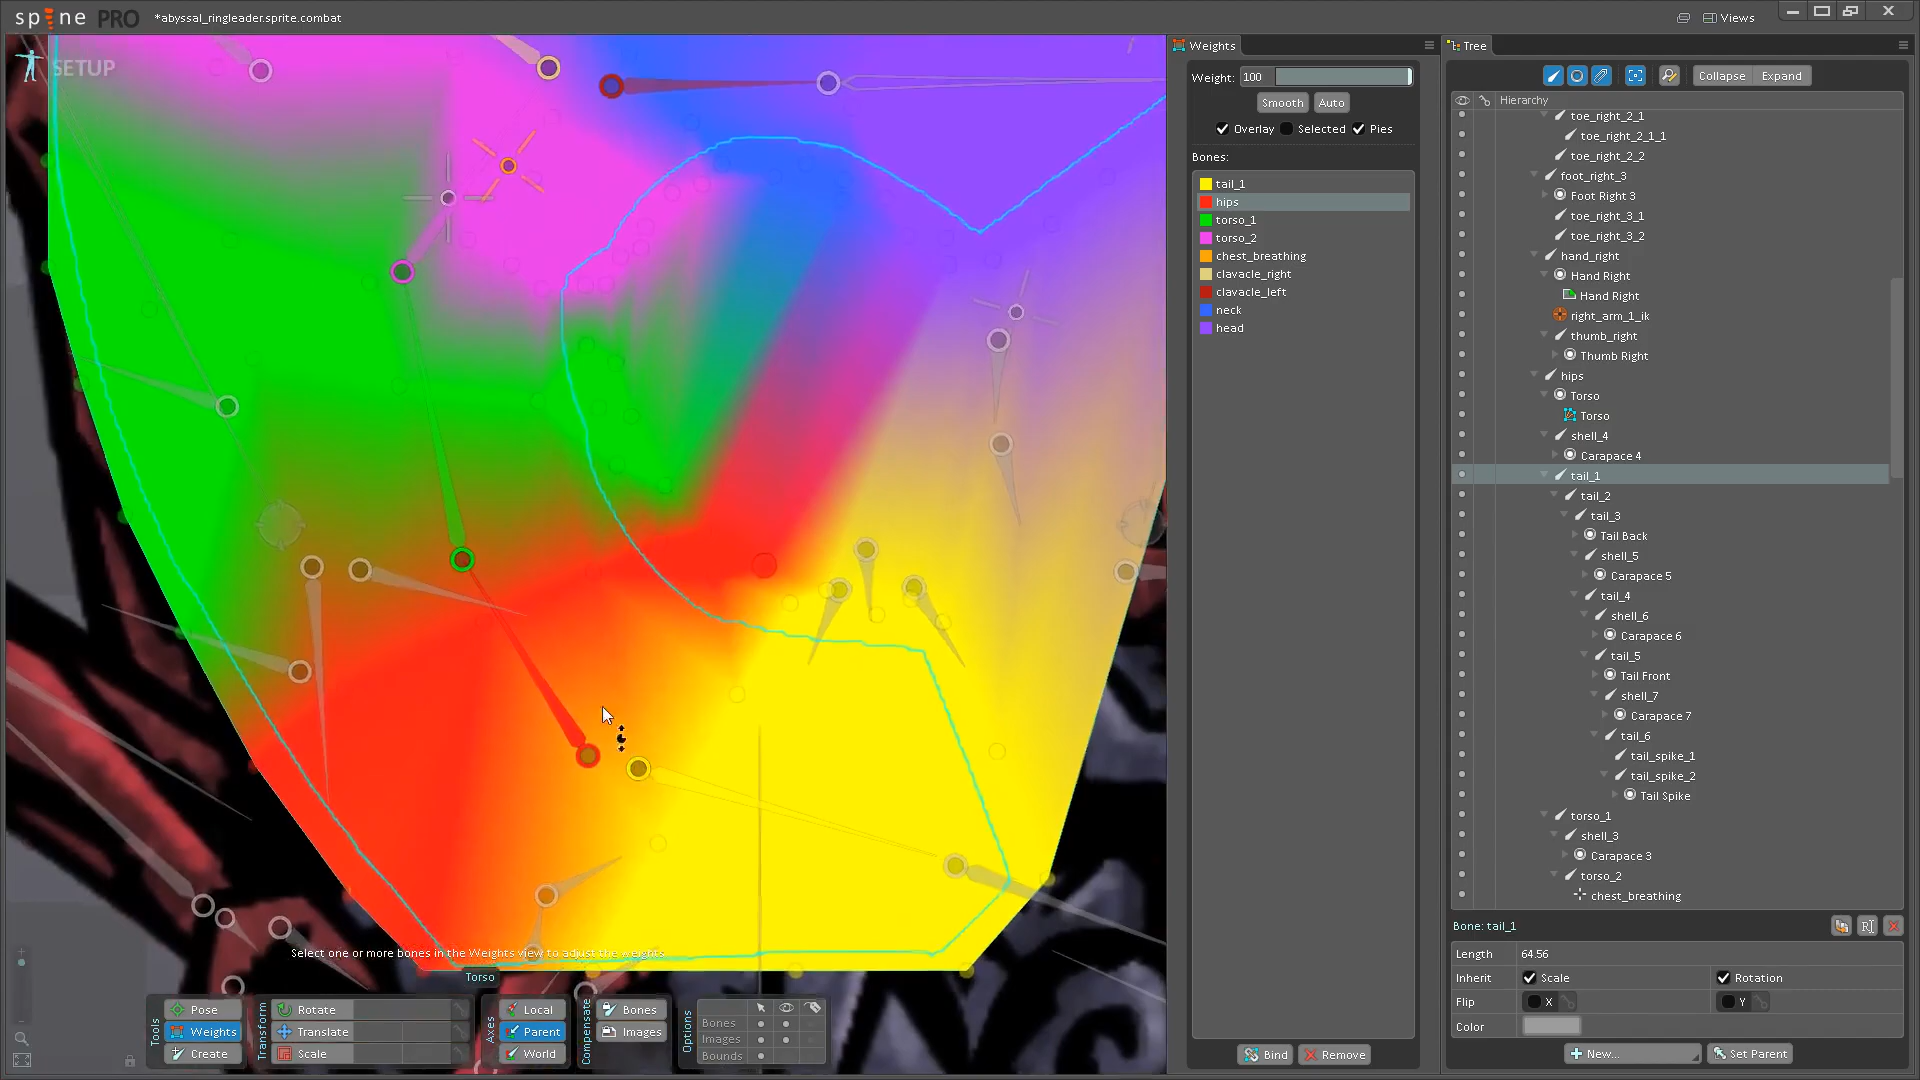 spine PRO *abyssal_ringleader.sprite.combat
Views
SETUP
Weights
Weight: 100
Smooth Auto
Overlay Selected Pies
Bones:
tail_1
hips
torso_1
torso_2
chest_breathing
clavacle_right
clavacle_left
neck
head
Bind Remove
Tree
Collapse Expand
Hierarchy
toe_right_2_1
toe_right_2_1_1
toe_right_2_2
foot_right_3
Foot Right 3
toe_right_3_1
toe_right_3_2
hand_right
Hand Right
Hand Right
right_arm_1_ik
thumb_right
Thumb Right
hips
Torso
Torso
shell_4
Carapace 4
tail_1
tail_2
tail_3
Tail Back
shell_5
Carapace 5
tail_4
shell_6
Carapace 6
tail_5
Tail Front
shell_7
Carapace 7
tail_6
tail_spike_1
tail_spike_2
Tail Spike
torso_1
shell_3
Carapace 3
torso_2
chest_breathing
Bone: tail_1
Length 64.56
Inherit Scale Rotation
Flip X Y
Color
New... Set Parent
Select one or more bones in the Weights view to adjust the weights.
Torso
Tools
Pose
Weights
Create
Transform
Rotate
Translate
Scale
Axes
Local
Parent
World
Compensate
Bones
Images
Options
Bones
Images
Bounds